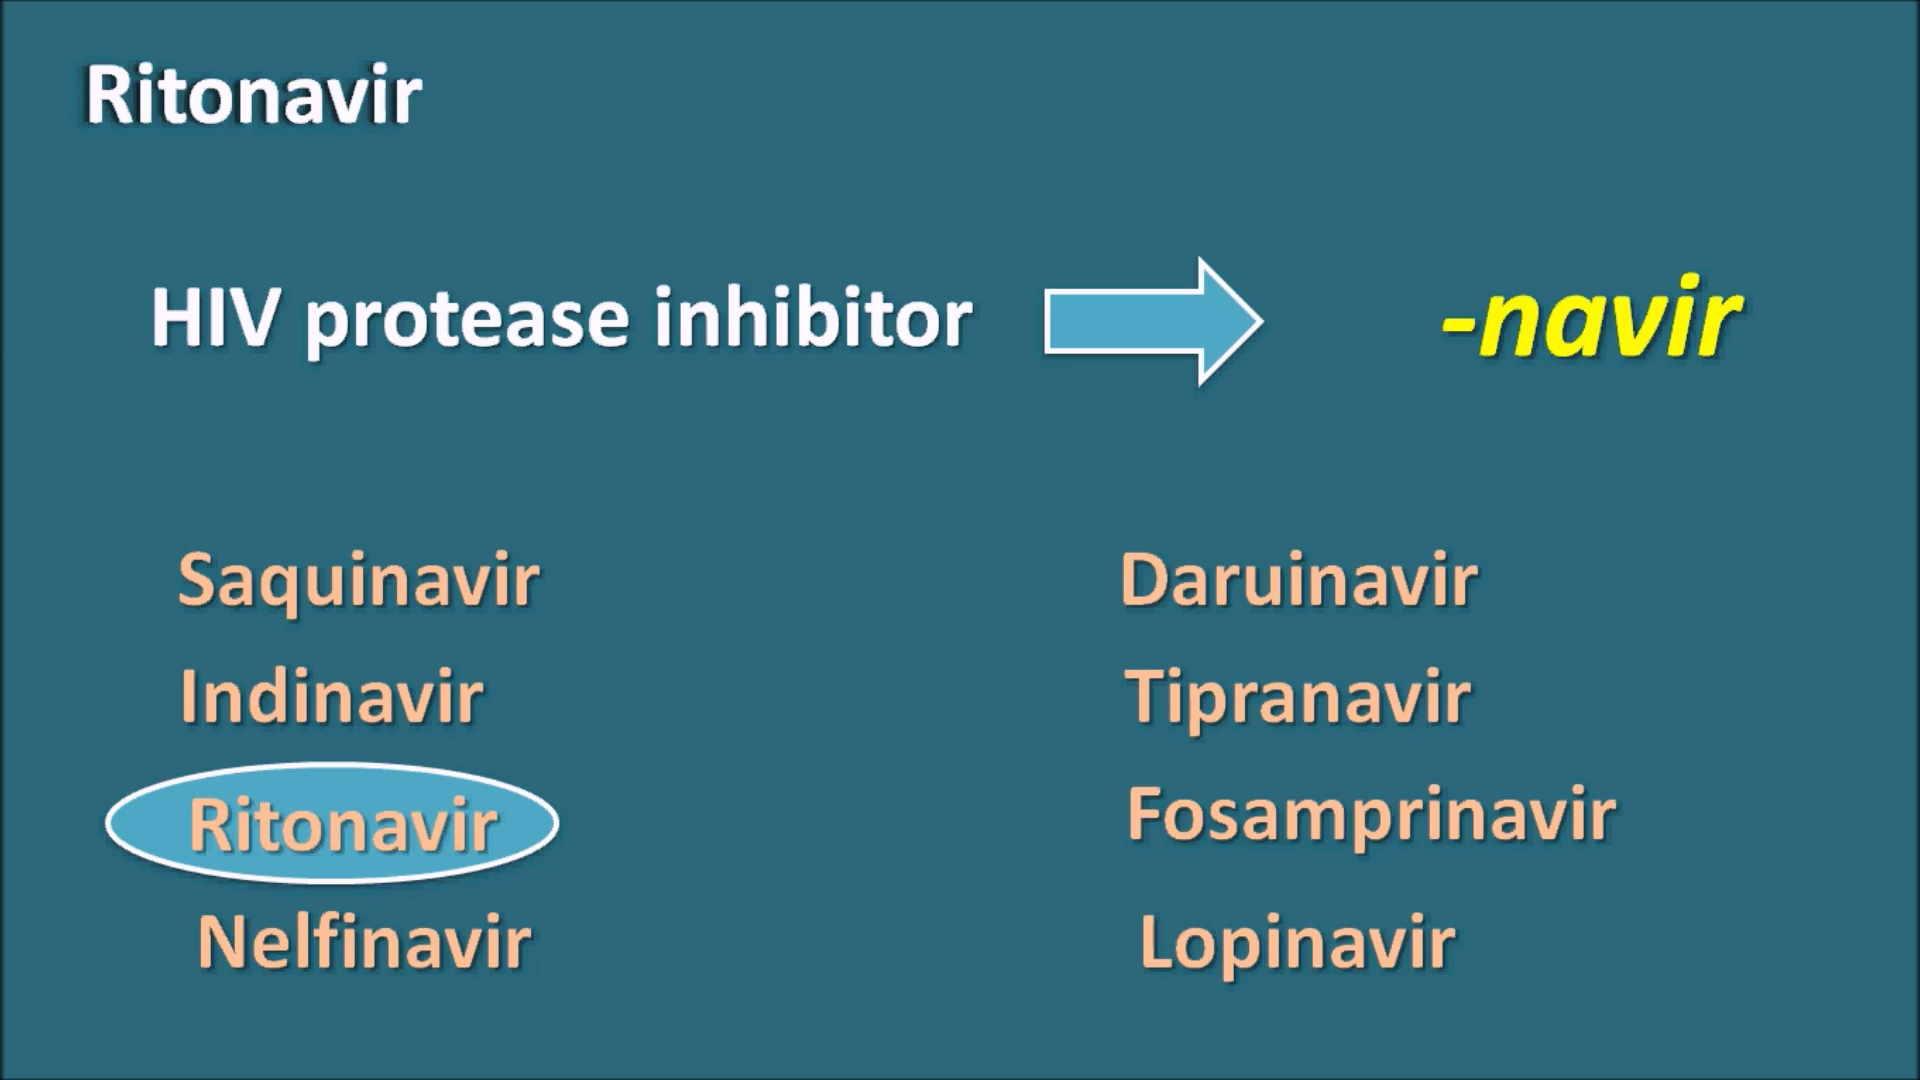 Ritonavir
HIV protease inhibitor
-navir
Saquinavir
Indinavir
Ritonavir
Nelfinavir
Daruinavir
Tipranavir
Fosamprinavir
Lopinavir